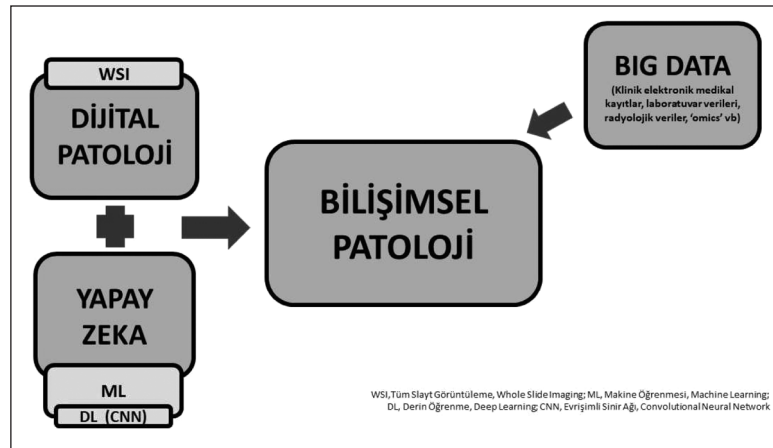 WSI
DİJİTAL
PATOLOJİ
YAPAY
ZEKA
ML
DL (CNN)
BİLİŞİMSEL
PATOLOJİ
BIG DATA
(Klinik elektronik medikal
kayıtlar, laboratuvar verileri,
radyolojik veriler, ‘omics’ vb)
WSI,Tüm Slayt Görüntüleme, Whole Slide Imaging; ML, Makine Öğrenmesi, Machine Learning;
DL, Derin Öğrenme, Deep Learning; CNN, Evrişimli Sinir Ağı, Convolutional Neural Network